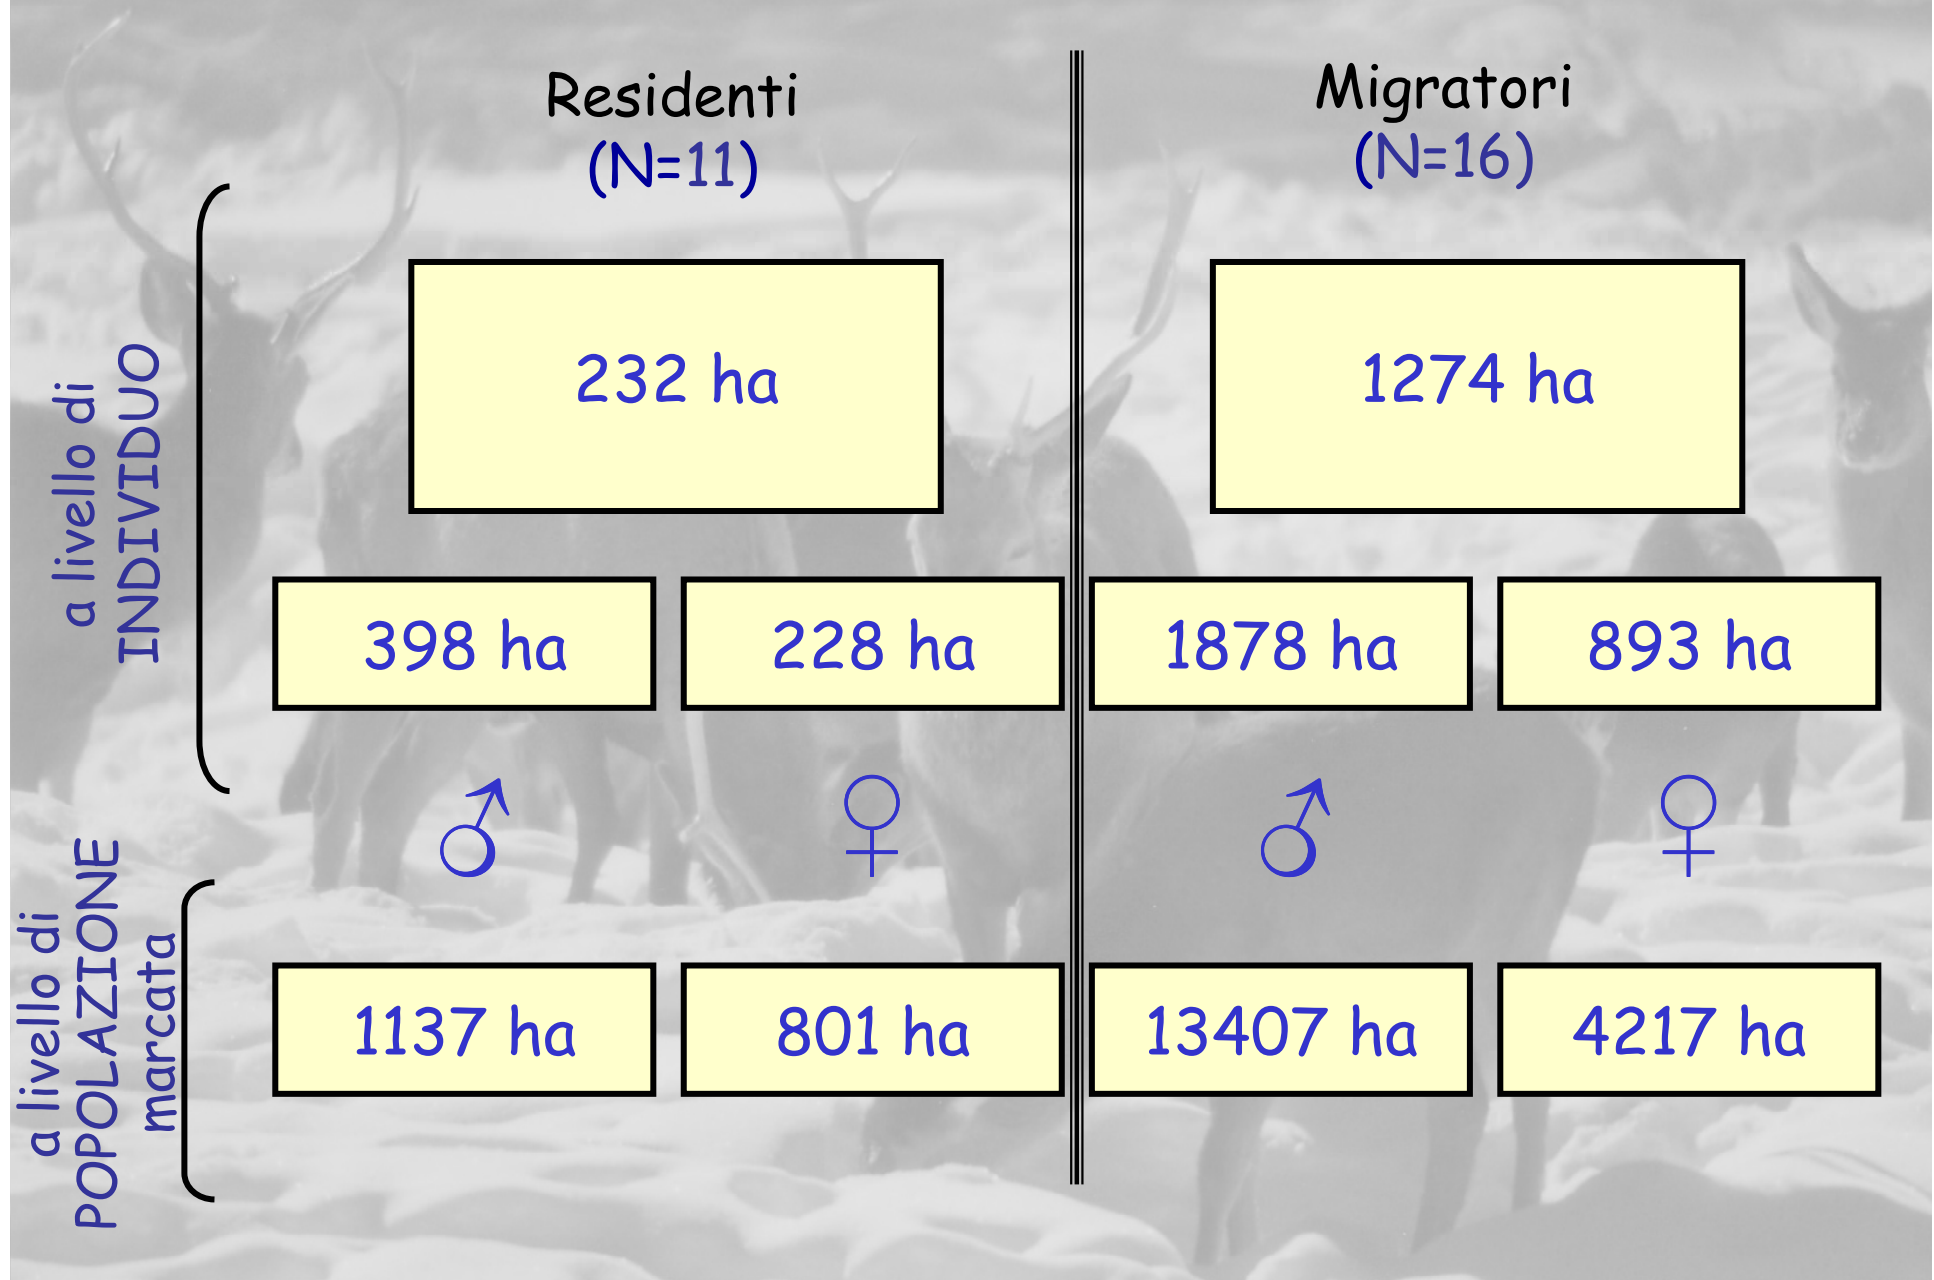 Residenti
(N=11)
Migratori
(N=16)
a livello di
INDIVIDUO
232 ha
1274 ha
398 ha
228 ha
1878 ha
893 ha
♂
♀
♂
♀
a livello di
POPOLAZIONE
marcata
1137 ha
801 ha
13407 ha
4217 ha